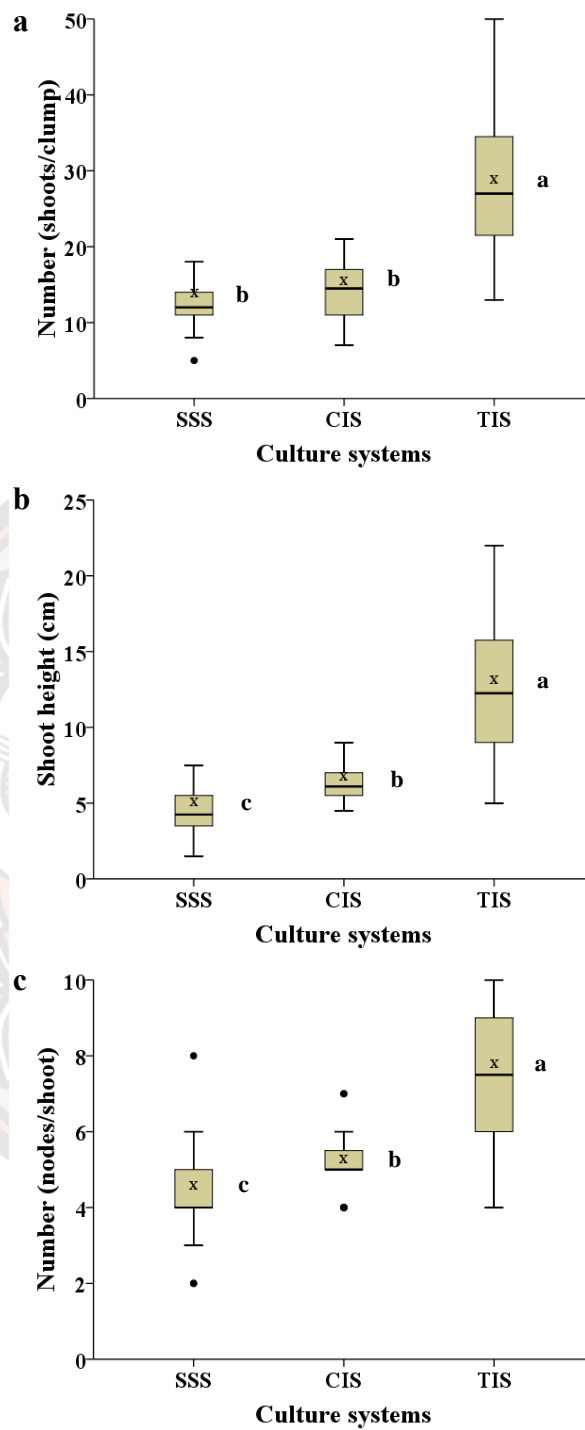 a
Number (shoots/clump)
50
40
30
20
10
0
x
b
x
b
x
a
SSS CIS TIS
Culture systems
b
Shoot height (cm)
25
20
15
10
5
0
x
c
x
b
x
a
SSS CIS TIS
Culture systems
c
Number (nodes/shoot)
10
8
6
4
2
0
x
c
x
b
x
a
SSS CIS TIS
Culture systems